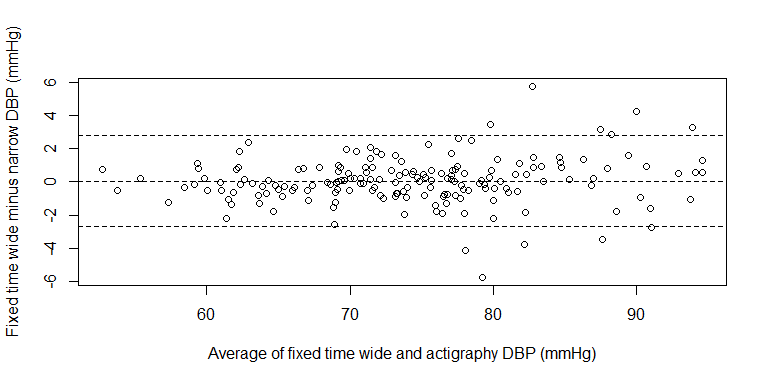 Fixed time wide minus narrow DBP (mmHg)
6
4
2
0
-2
-4
-6
60 70 80 90
Average of fixed time wide and actigraphy DBP (mmHg)